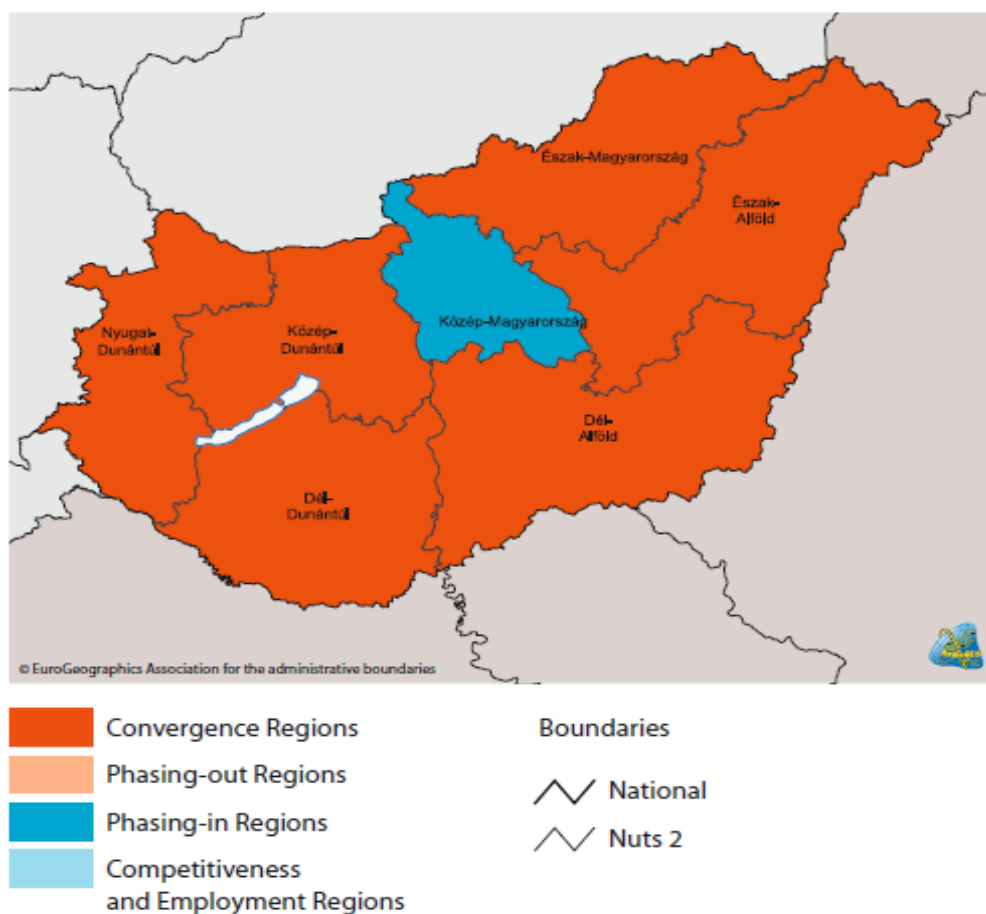 Észak-Magyarország
Észak-
Alföld
Közép-Magyarország
Nyugat-
Dunántúl
Közép-
Dunántúl
Dél-
Alföld
Dél-
Dunántúl
© EuroGeographics Association for the administrative boundaries
Convergence Regions
Phasing-out Regions
Phasing-in Regions
Competitiveness
and Employment Regions
Boundaries
National
Nuts 2